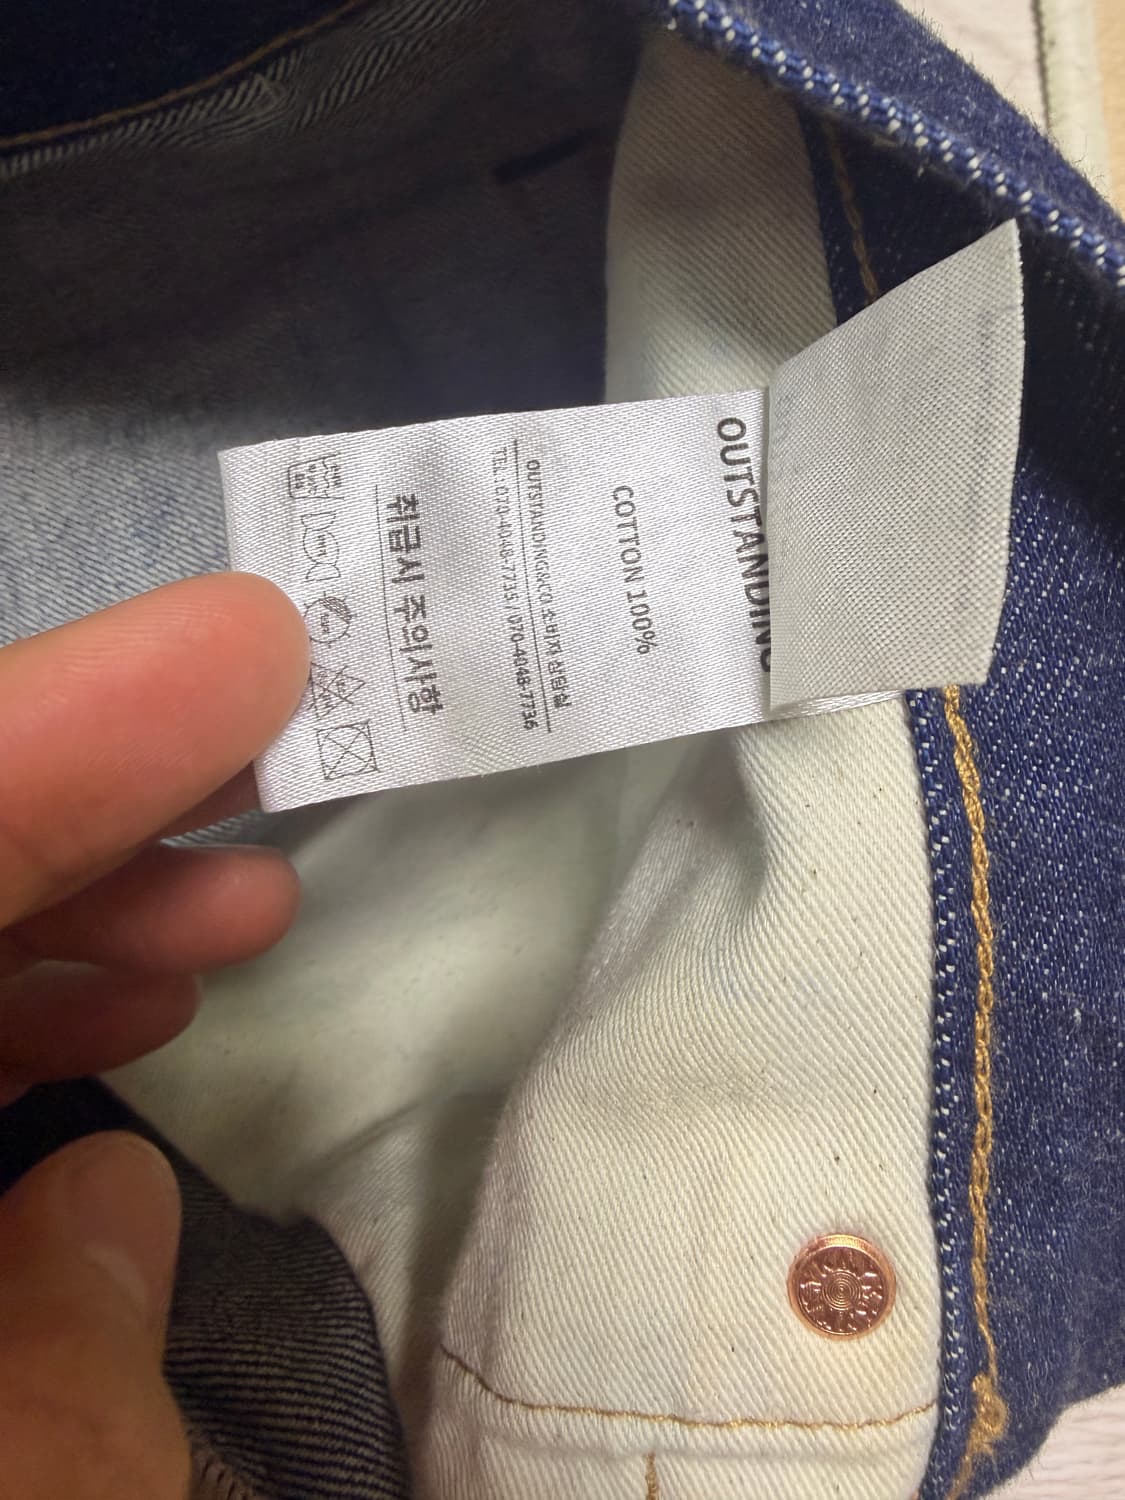 OUTSTANDING
COTTON 100%
OUTSTANDING&CO 소비자 상담실
TEL : 070-4048-7735 / 070-4048-7736
취급시 주의사항